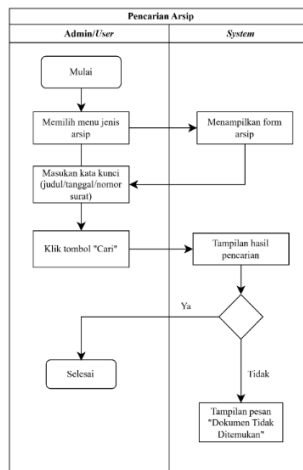 Pencarian Arsip
Admin/User
System
Mulai
Memilih menu jenis
arsip
Menampilkan form
arsip
Masukan kata kunci
(judul/tanggal/nomor
surat)
Klik tombol "Cari"
Tampilan hasil
pencarian
Ya
Selesai
Tidak
Tampilan pesan
"Dokumen Tidak
Ditemukan"